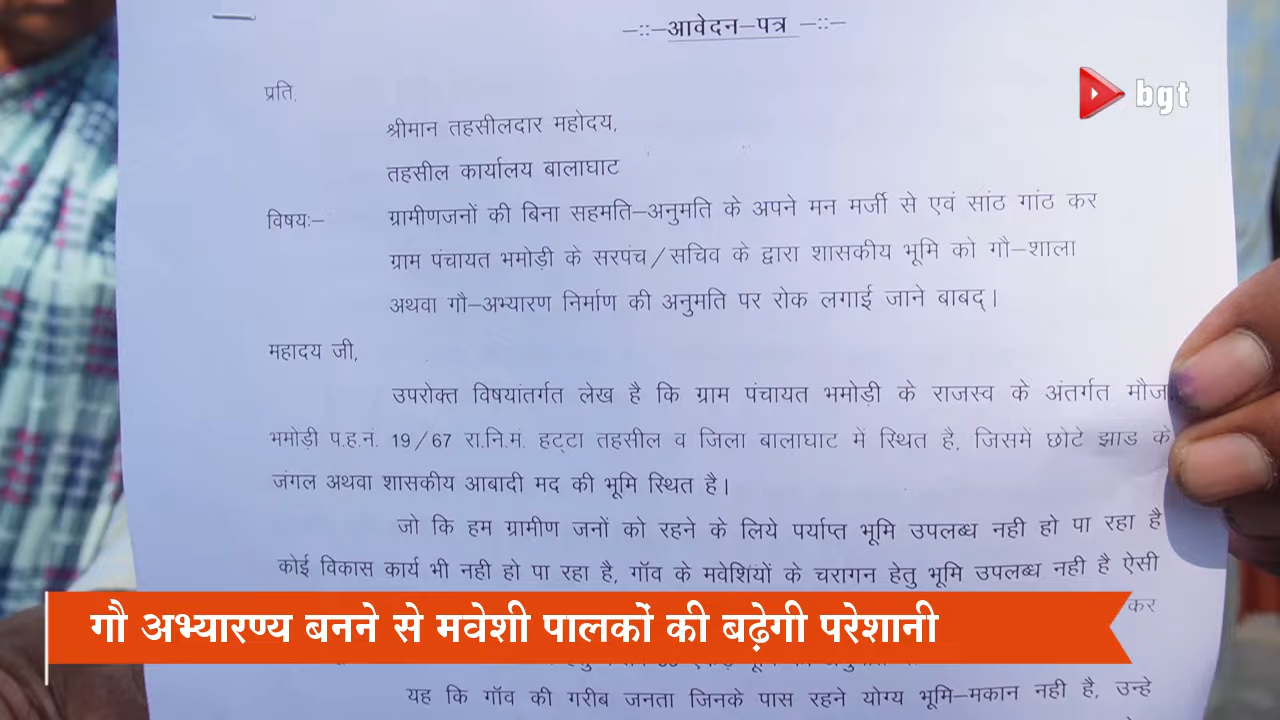 –::–आवेदन–पत्र –::–
bgt
प्रति,
श्रीमान तहसीलदार महोदय,
तहसील कार्यालय बालाघाट
विषय:– ग्रामीणजनों की बिना सहमति–अनुमति के अपने मन मर्जी से एवं सांठ गांठ कर
ग्राम पंचायत भमोड़ी के सरपंच/सचिव के द्वारा शासकीय भूमि को गौ–शाला
अथवा गौ–अभ्यारण निर्माण की अनुमति पर रोक लगाई जाने बाबद्।
महादय जी,
उपरोक्त विषयांतर्गत लेख है कि ग्राम पंचायत भमोड़ी के राजस्व के अंतर्गत मौज
भमोड़ी प.ह.नं. 19/67 रा.नि.मं. हट्टा तहसील व जिला बालाघाट में स्थित है, जिसमें छोटे झाड के
जंगल अथवा शासकीय आबादी मद की भूमि स्थित है।
जो कि हम ग्रामीण जनों को रहने के लिये पर्याप्त भूमि उपलब्ध नही हो पा रहा है
कोई विकास कार्य भी नही हो पा रहा है, गॉव के मवेशियों के चरागन हेतु भूमि उपलब्ध नही है ऐसी
कर
गौ अभ्यारण्य बनने से मवेशी पालकों की बढ़ेगी परेशानी
यह कि गॉव की गरीब जनता जिनके पास रहने योग्य भूमि–मकान नही है, उन्हे